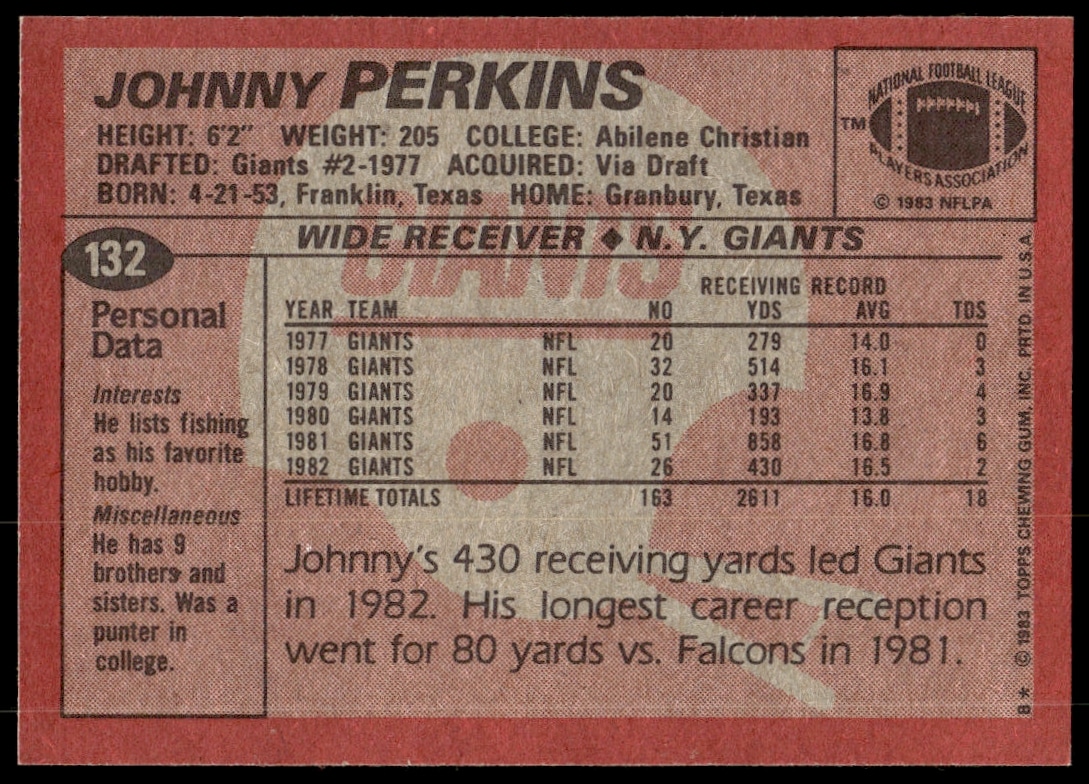 JOHNNY PERKINS
HEIGHT: 6'2" WEIGHT: 205 COLLEGE: Abilene Christian
DRAFTED: Giants #2-1977 ACQUIRED: Via Draft
BORN: 4-21-53, Franklin, Texas HOME: Granbury, Texas
NATIONAL FOOTBALL LEAGUE
TM
PLAYERS ASSOCIATION
© 1983 NFLPA
WIDE RECEIVER ◆ N.Y. GIANTS
GIANTS
132
Personal
Data
Interests
He lists fishing
as his favorite
hobby.
Miscellaneous
He has 9
brothers and
sisters. Was a
punter in
college.
RECEIVING RECORD
YEAR TEAM NO YDS AVG TDS
1977 GIANTS NFL 20 279 14.0 0
1978 GIANTS NFL 32 514 16.1 3
1979 GIANTS NFL 20 337 16.9 4
1980 GIANTS NFL 14 193 13.8 3
1981 GIANTS NFL 51 858 16.8 6
1982 GIANTS NFL 26 430 16.5 2
LIFETIME TOTALS 163 2611 16.0 18
Johnny's 430 receiving yards led Giants
in 1982. His longest career reception
went for 80 yards vs. Falcons in 1981.
B* © 1983 TOPPS CHEWING GUM, INC. PRTD. IN U.S.A.